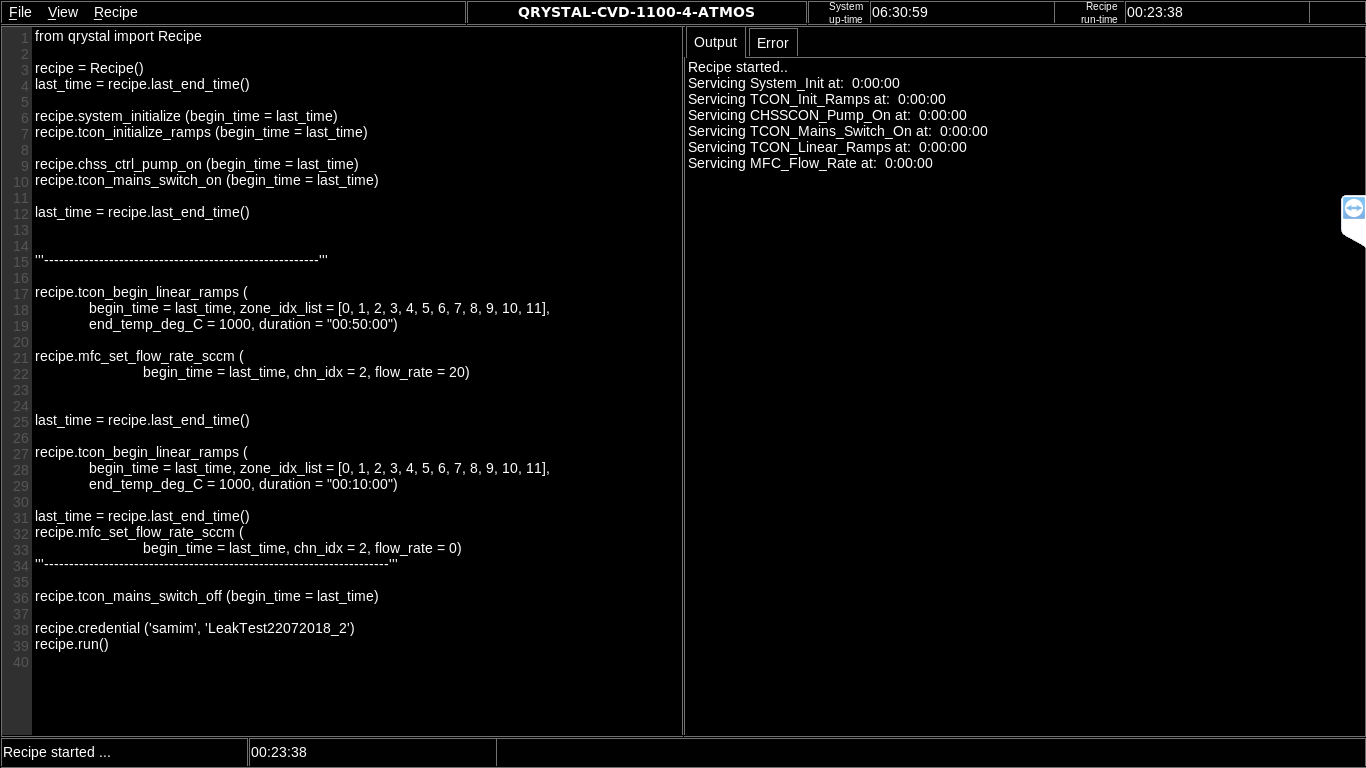 File View Recipe QRYSTAL-CVD-1100-4-ATMOS System up-time 06:30:59 Recipe run-time 00:23:38
1 from qrystal import Recipe
2
3 recipe = Recipe()
4 last_time = recipe.last_end_time()
5
6 recipe.system_initialize (begin_time = last_time)
7 recipe.tcon_initialize_ramps (begin_time = last_time)
8
9 recipe.chss_ctrl_pump_on (begin_time = last_time)
10 recipe.tcon_mains_switch_on (begin_time = last_time)
11
12 last_time = recipe.last_end_time()
13
14
15 '''-------------------------------------------------------'''
16
17 recipe.tcon_begin_linear_ramps (
18 begin_time = last_time, zone_idx_list = [0, 1, 2, 3, 4, 5, 6, 7, 8, 9, 10, 11],
19 end_temp_deg_C = 1000, duration = "00:50:00")
20
21 recipe.mfc_set_flow_rate_sccm (
22 begin_time = last_time, chn_idx = 2, flow_rate = 20)
23
24
25 last_time = recipe.last_end_time()
26
27 recipe.tcon_begin_linear_ramps (
28 begin_time = last_time, zone_idx_list = [0, 1, 2, 3, 4, 5, 6, 7, 8, 9, 10, 11],
29 end_temp_deg_C = 1000, duration = "00:10:00")
30
31 last_time = recipe.last_end_time()
32 recipe.mfc_set_flow_rate_sccm (
33 begin_time = last_time, chn_idx = 2, flow_rate = 0)
34 '''---------------------------------------------------------------------'''
35
36 recipe.tcon_mains_switch_off (begin_time = last_time)
37
38 recipe.credential ('samim', 'LeakTest22072018_2')
39 recipe.run()
40
Output Error
Recipe started..
Servicing System_Init at: 0:00:00
Servicing TCON_Init_Ramps at: 0:00:00
Servicing CHSSCON_Pump_On at: 0:00:00
Servicing TCON_Mains_Switch_On at: 0:00:00
Servicing TCON_Linear_Ramps at: 0:00:00
Servicing MFC_Flow_Rate at: 0:00:00
Recipe started ... 00:23:38